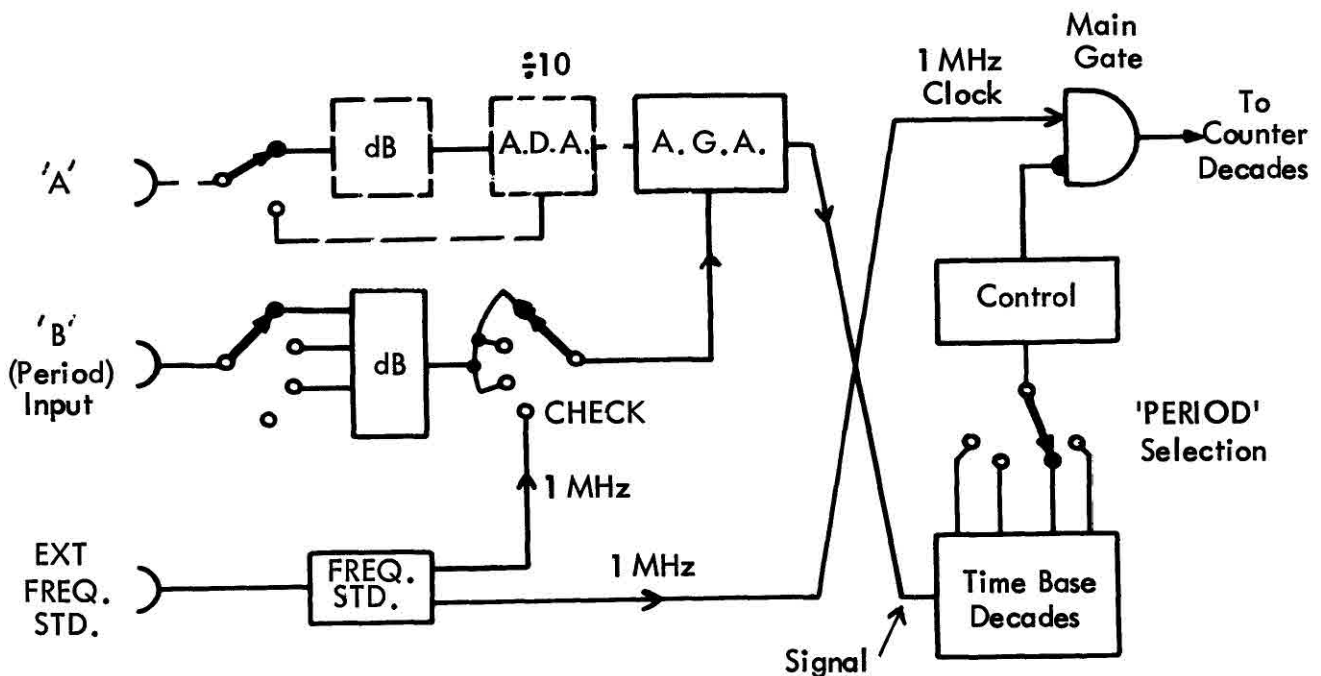 ÷10
'A'
dB
A.D.A.
A. G. A.
1 MHz
Clock
Main
Gate
To
Counter
Decades
'B'
(Period)
Input
dB
CHECK
1 MHz
Control
'PERIOD'
Selection
EXT
FREQ.
STD.
FREQ.
STD.
1 MHz
Time Base
Decades
Signal